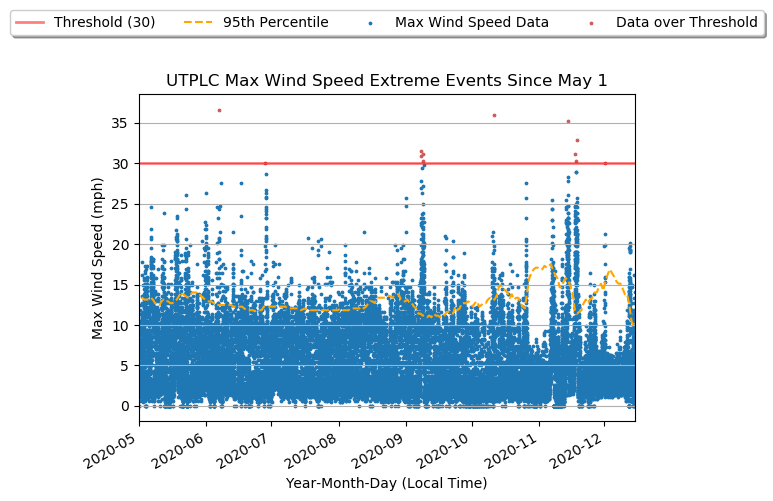 Threshold (30) 95th Percentile Max Wind Speed Data Data over Threshold
UTPLC Max Wind Speed Extreme Events Since May 1
35
30
25
20
15
10
5
0
Max Wind Speed (mph)
2020-05 2020-06 2020-07 2020-08 2020-09 2020-10 2020-11 2020-12
Year-Month-Day (Local Time)